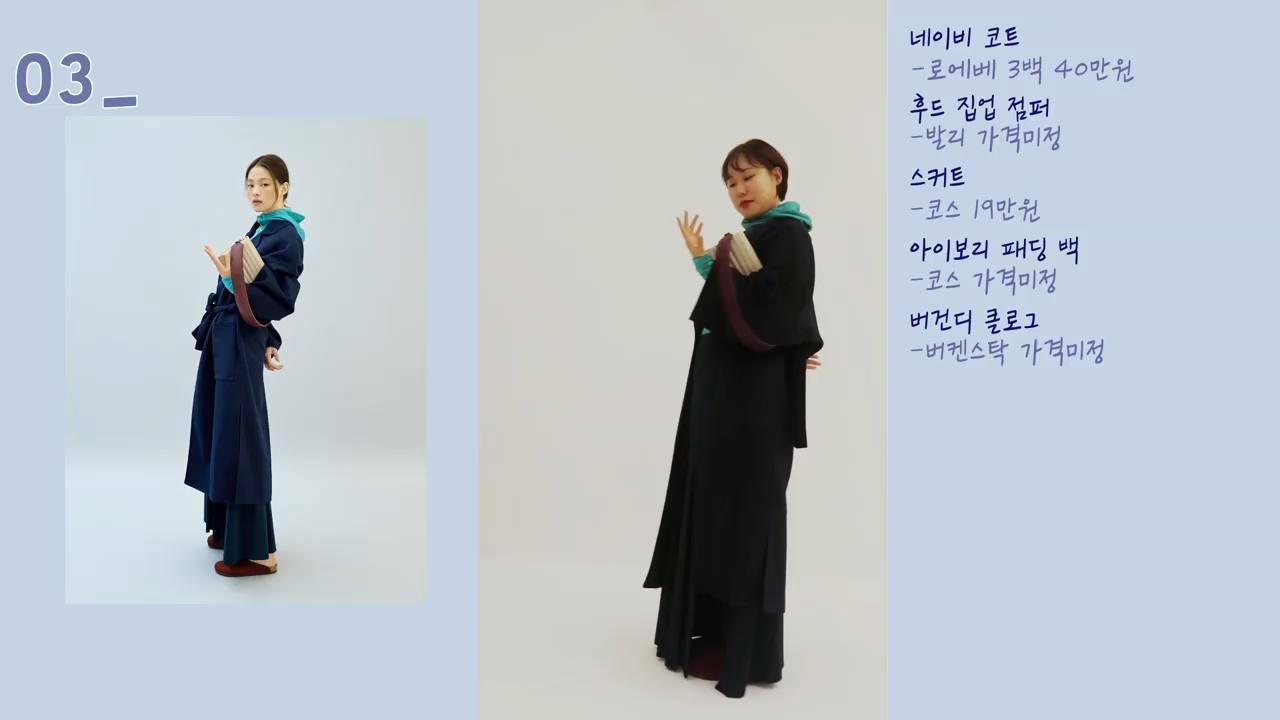 03_
네이비 코트
-로에베 3백 40만원
후드 집업 점퍼
-발리 가격미정
스커트
-코스 19만원
아이보리 패딩 백
-코스 가격미정
버건디 클로그
-버켄스탁 가격미정